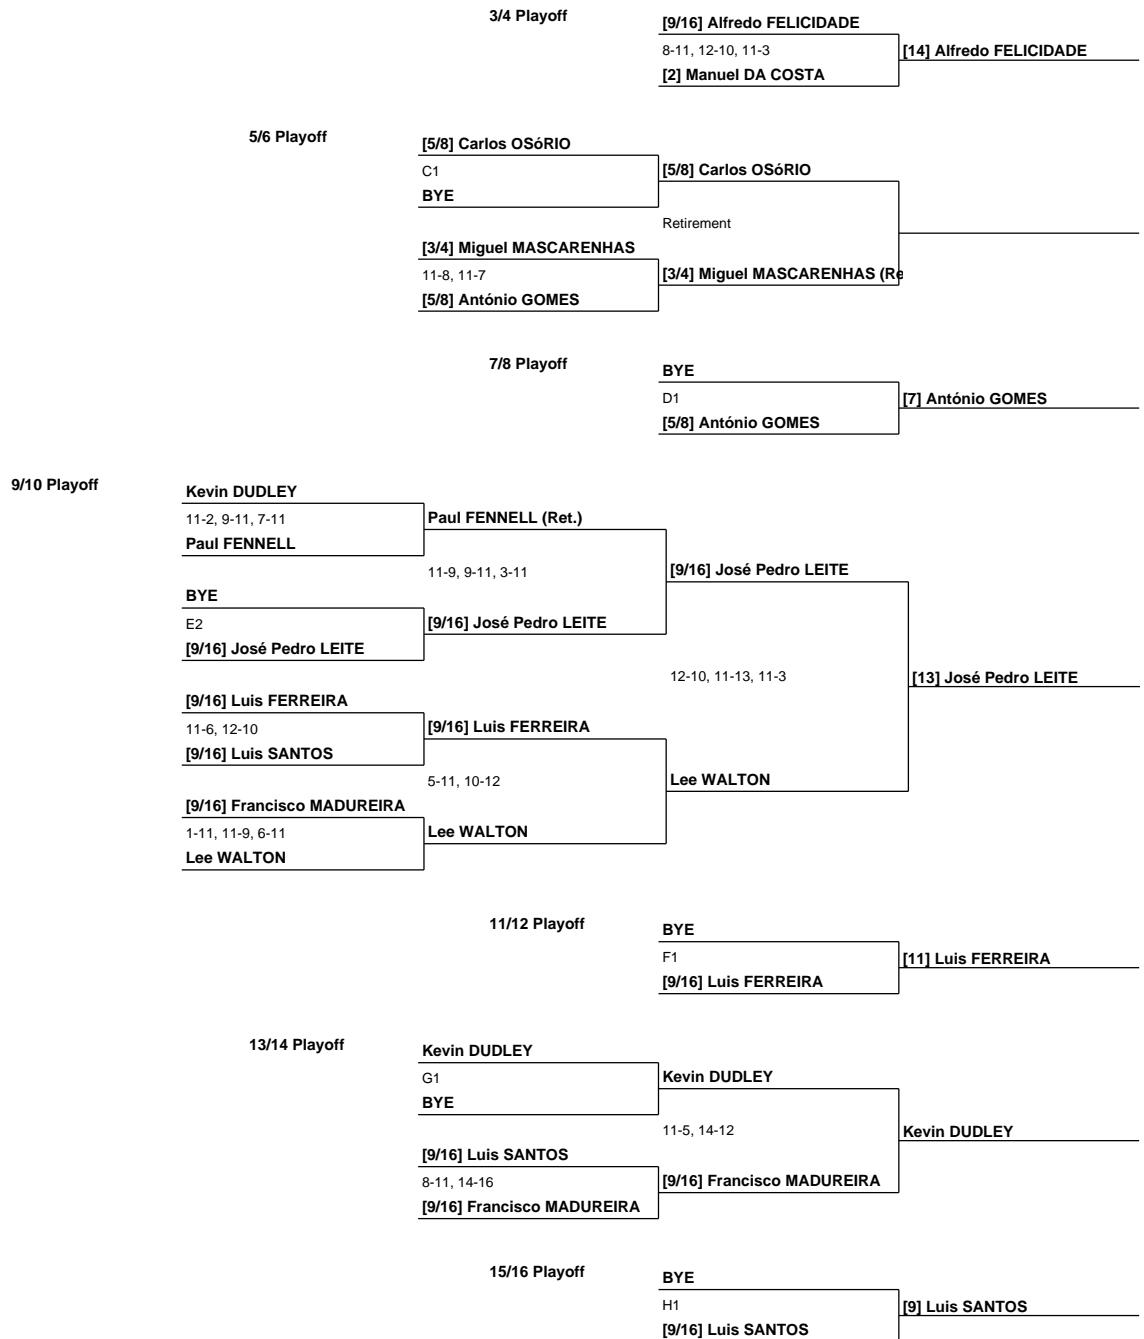 3/4 Playoff
[9/16] Alfredo FELICIDADE
8-11, 12-10, 11-3
[14] Alfredo FELICIDADE
[2] Manuel DA COSTA
5/6 Playoff
[5/8] Carlos OSóRIO
C1
[5/8] Carlos OSóRIO
BYE
Retirement
[3/4] Miguel MASCARENHAS
11-8, 11-7
[3/4] Miguel MASCARENHAS (Re
[5/8] António GOMES
7/8 Playoff
BYE
D1
[7] António GOMES
[5/8] António GOMES
9/10 Playoff
Kevin DUDLEY
11-2, 9-11, 7-11
Paul FENNELL (Ret.)
Paul FENNELL
11-9, 9-11, 3-11
[9/16] José Pedro LEITE
BYE
E2
[9/16] José Pedro LEITE
[9/16] José Pedro LEITE
12-10, 11-13, 11-3
[13] José Pedro LEITE
[9/16] Luis FERREIRA
11-6, 12-10
[9/16] Luis FERREIRA
[9/16] Luis SANTOS
5-11, 10-12
Lee WALTON
[9/16] Francisco MADUREIRA
1-11, 11-9, 6-11
Lee WALTON
Lee WALTON
11/12 Playoff
BYE
F1
[11] Luis FERREIRA
[9/16] Luis FERREIRA
13/14 Playoff
Kevin DUDLEY
G1
Kevin DUDLEY
BYE
11-5, 14-12
Kevin DUDLEY
[9/16] Luis SANTOS
8-11, 14-16
[9/16] Francisco MADUREIRA
[9/16] Francisco MADUREIRA
15/16 Playoff
BYE
H1
[9] Luis SANTOS
[9/16] Luis SANTOS